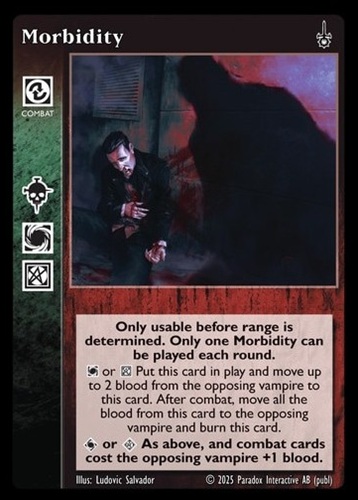 Morbidity
COMBAT
Only usable before range is
determined. Only one Morbidity can
be played each round.
or Put this card in play and move up
to 2 blood from the opposing vampire to
this card. After combat, move all the
blood from this card to the opposing
vampire and burn this card.
or As above, and combat cards
cost the opposing vampire +1 blood.
Illus: Ludovic Salvador © 2025 Paradox Interactive AB (publ)